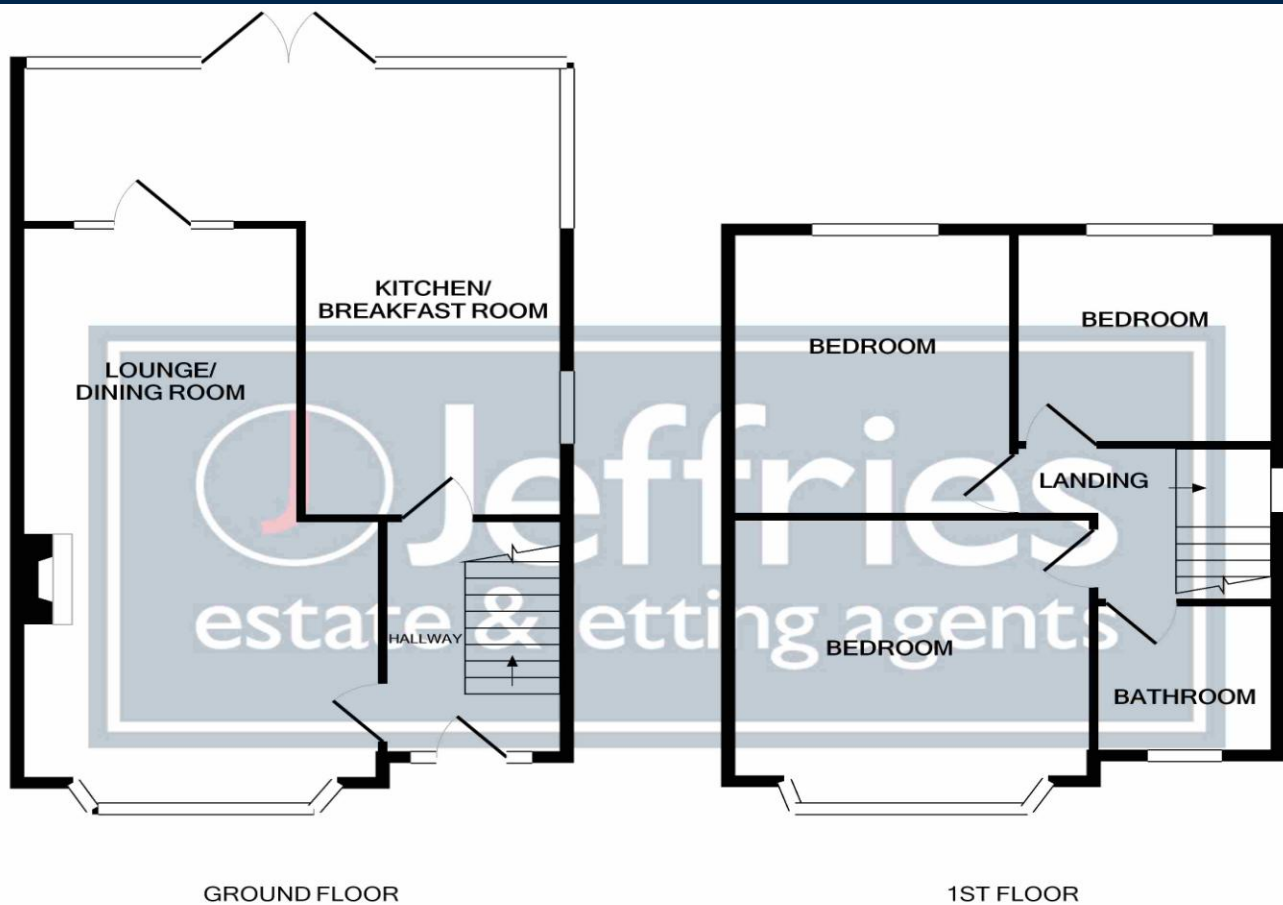 KITCHEN/
BREAKFAST ROOM
LOUNGE/
DINING ROOM
HALLWAY
GROUND FLOOR
BEDROOM
BEDROOM
LANDING
BEDROOM
BATHROOM
1ST FLOOR
J Jeffries
estate & letting agents